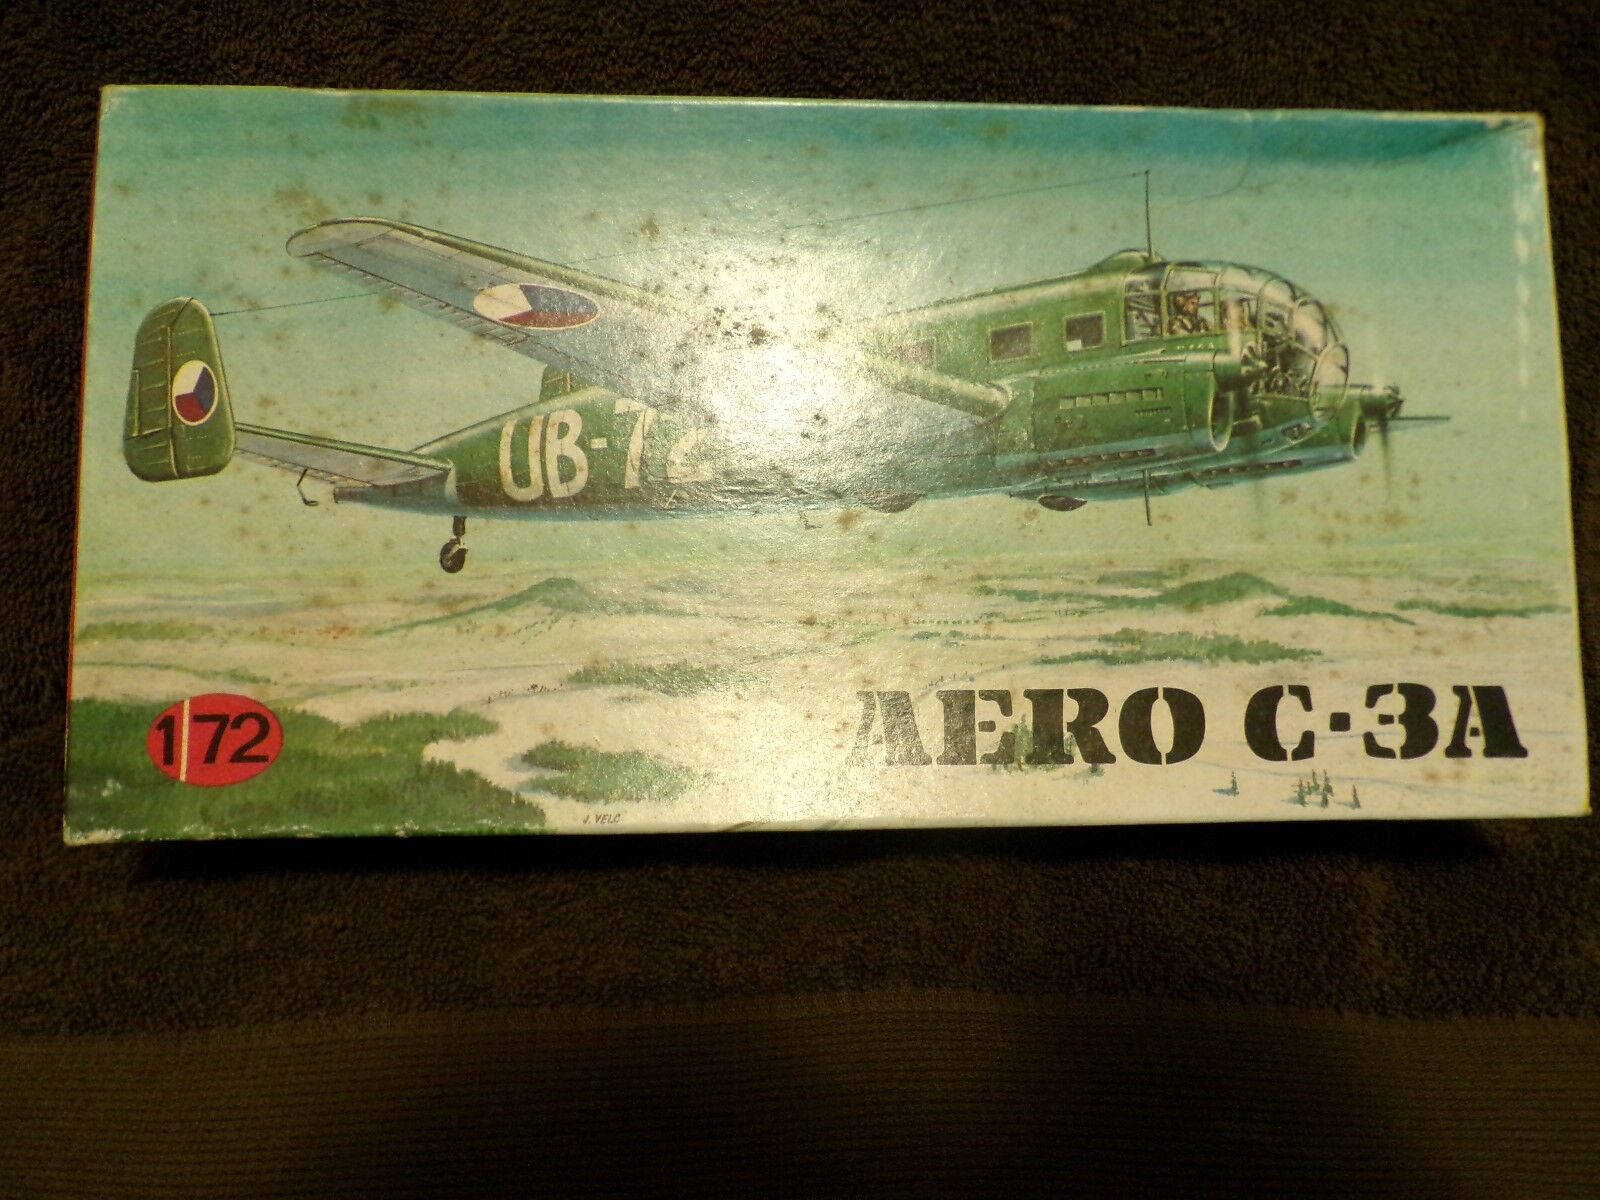 UB-72
1/72
AERO C-3A
J. VELC